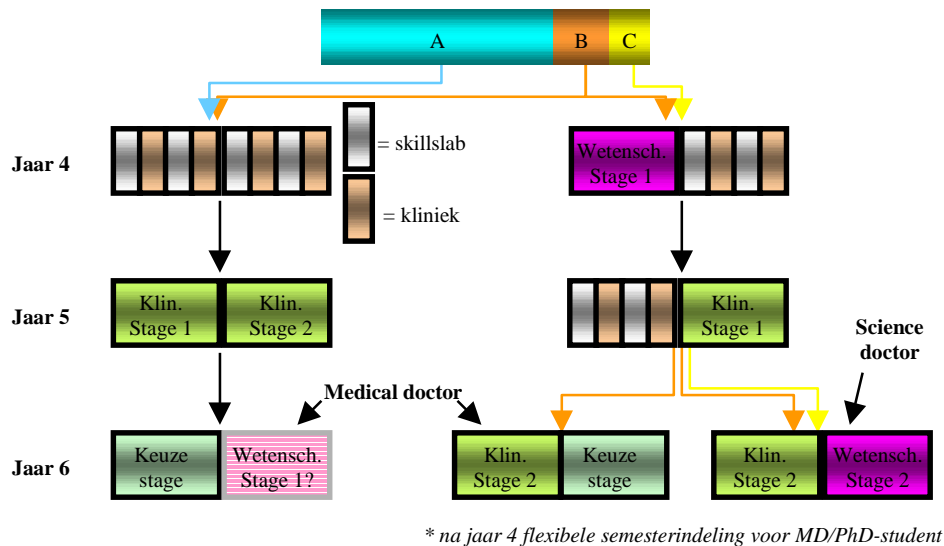 A B C
= skillslab
= kliniek
Jaar 4
Wetensch.
Stage 1
Jaar 5
Klin.
Stage 1
Klin.
Stage 2
Klin.
Stage 1
Science
doctor
Medical doctor
Jaar 6
Keuze
stage
Wetensch.
Stage 1?
Klin.
Stage 2
Keuze
stage
Klin.
Stage 2
Wetensch.
Stage 2
* na jaar 4 flexibele semesterindeling voor MD/PhD-student